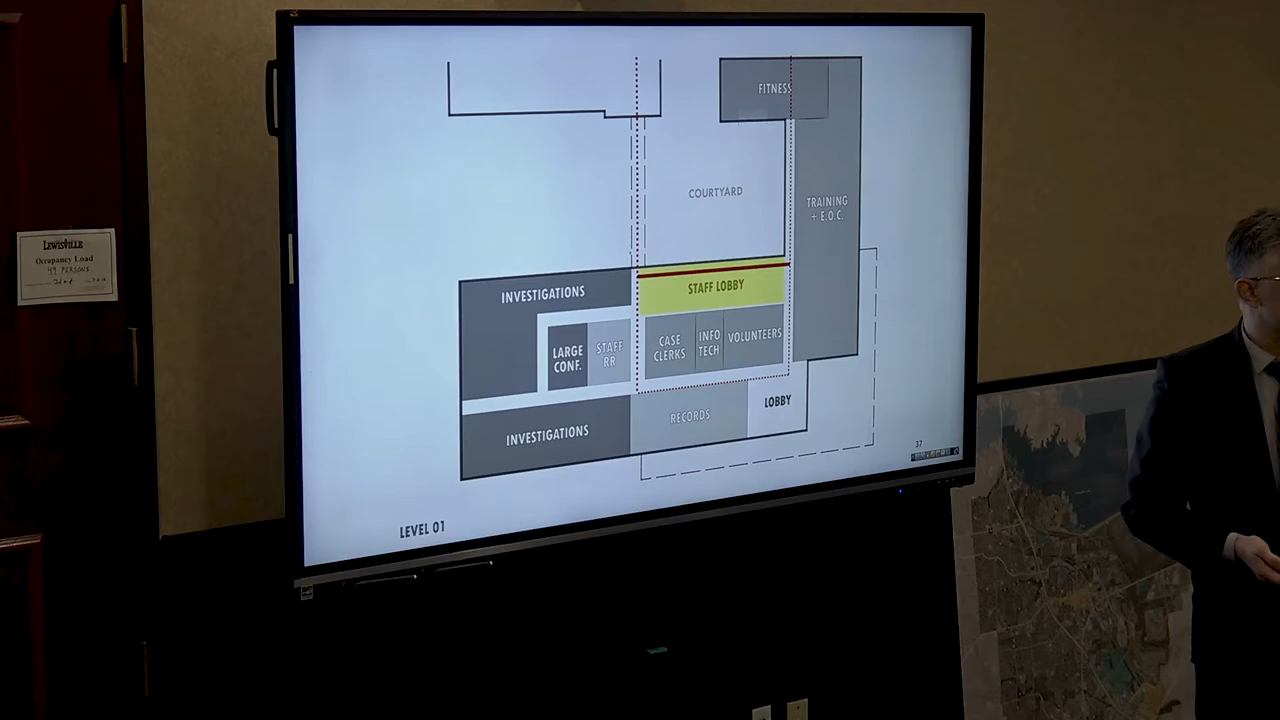 LEWISVILLE
Occupancy Load
49 PERSONS
FITNESS
COURTYARD
TRAINING
+ E.O.C.
STAFF LOBBY
INVESTIGATIONS
LARGE
CONF.
STAFF
RR
CASE
CLERKS
INFO
TECH
VOLUNTEERS
LOBBY
RECORDS
INVESTIGATIONS
37
LEVEL 01